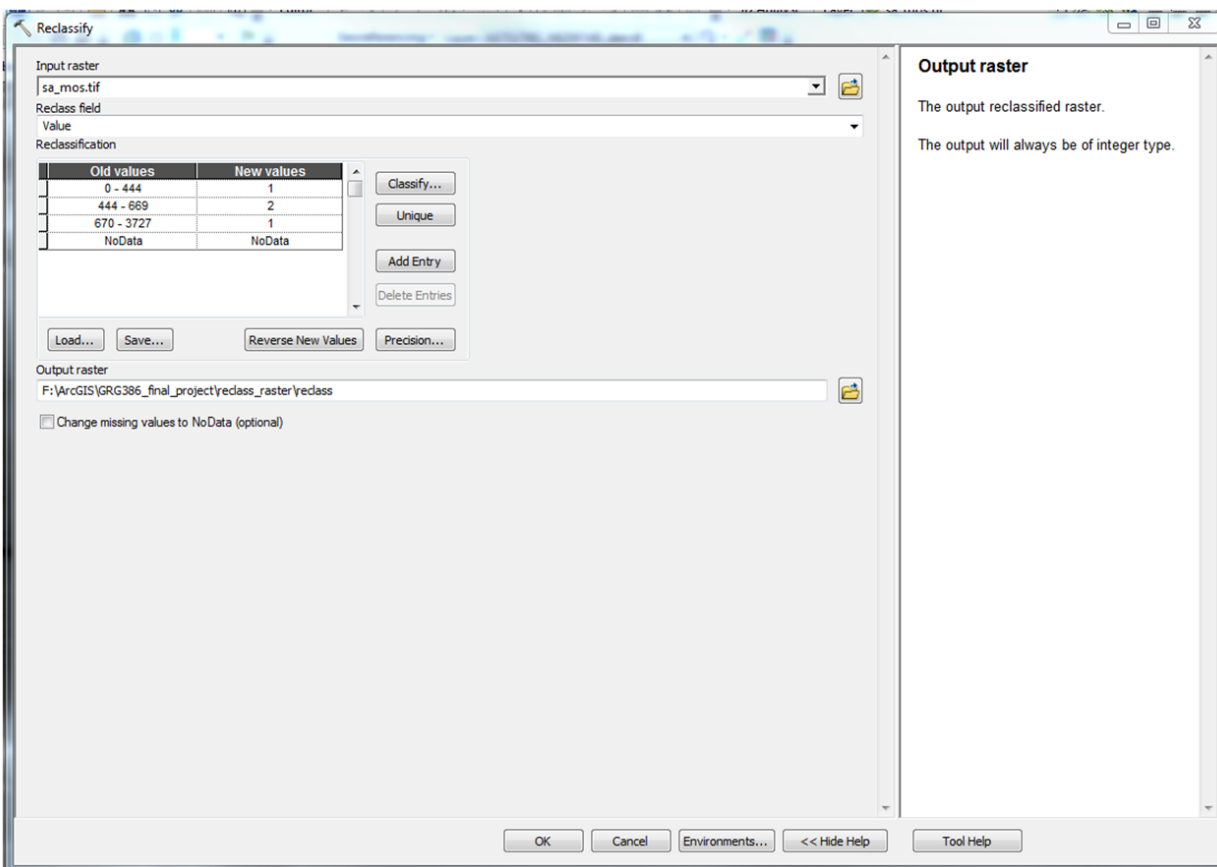 Reclassify
Input raster
sa_mos.tif
Reclass field
Value
Reclassification
Old values New values
0 - 444 1
444 - 669 2
670 - 3727 1
NoData NoData
Classify...
Unique
Add Entry
Delete Entries
Load... Save... Reverse New Values Precision...
Output raster
F:\ArcGIS\GRG386_final_project\reclass_raster\reclass
Change missing values to NoData (optional)
Output raster
The output reclassified raster.
The output will always be of integer type.
OK Cancel Environments... << Hide Help Tool Help